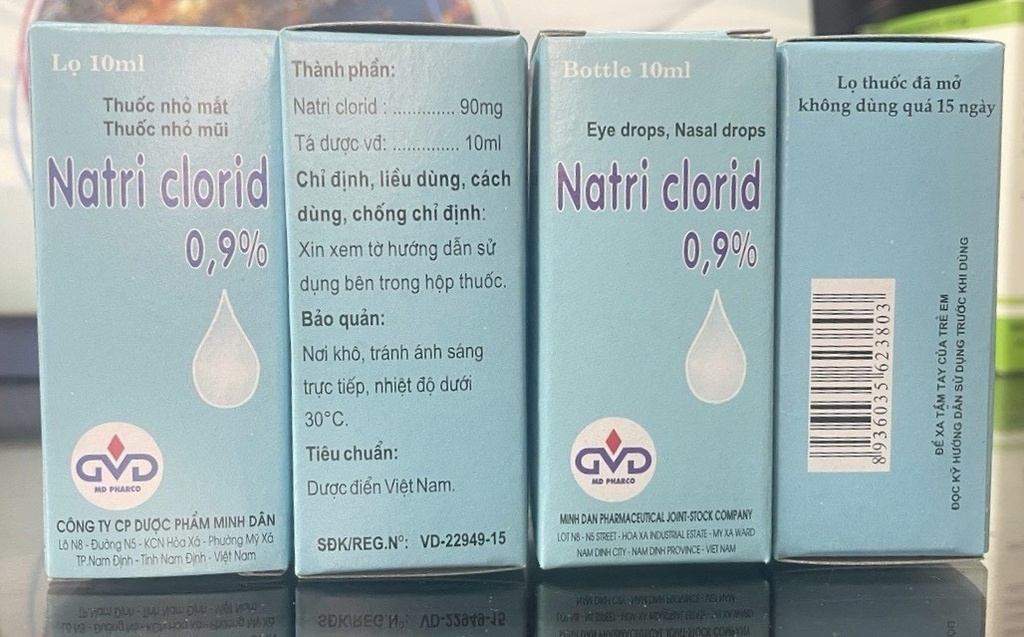 Lọ 10ml
Thuốc nhỏ mắt
Thuốc nhỏ mũi
Natri clorid
0,9%
GVD
MD PHARCO
CÔNG TY CP DƯỢC PHẨM MINH DÂN
Lô N8 - Đường N5 - KCN Hòa Xá - Phường Mỹ Xá
TP.Nam Định - Tỉnh Nam Định - Việt Nam
Thành phần:
Natri clorid : ............. 90mg
Tá dược vđ: .............. 10ml
Chỉ định, liều dùng, cách
dùng, chống chỉ định:
Xin xem tờ hướng dẫn sử
dụng bên trong hộp thuốc.
Bảo quản:
Nơi khô, tránh ánh sáng
trực tiếp, nhiệt độ dưới
30°C.
Tiêu chuẩn:
Dược điển Việt Nam.
SĐK/REG.Nº: VD-22949-15
Bottle 10ml
Eye drops, Nasal drops
Natri clorid
0,9%
GVD
MD PHARCO
MINH DAN PHARMACEUTICAL JOINT-STOCK COMPANY
LOT N8 - N5 STREET - HOA XA INDUSTRIAL ESTATE - MY XA WARD
NAM DINH CITY - NAM DINH PROVINCE - VIET NAM
Lọ thuốc đã mở
không dùng quá 15 ngày
8 936035 623803
ĐỂ XA TẦM TAY CỦA TRẺ EM
ĐỌC KỸ HƯỚNG DẪN SỬ DỤNG TRƯỚC KHI DÙNG